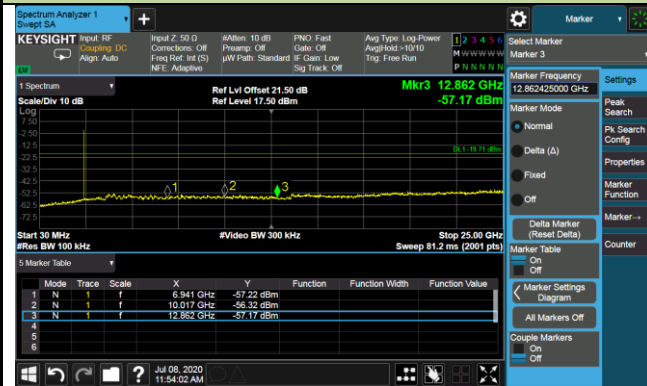 Spectrum Analyzer 1
Swept SA
KEYSIGHT
Input: RF
Coupling: DC
Align: Auto
Input Z: 50 Ω
Corrections: Off
Freq Ref: Int (S)
NFE: Adaptive
#Atten: 10 dB
Preamp: Off
µW Path: Standard
PNO: Fast
Gate: Off
IF Gain: Low
Sig Track: Off
Avg Type: Log-Power
Avg|Hold:>10/10
Trig: Free Run
1 2 3 4 5 6
M W W W W W
P N N N N N
1 Spectrum
Scale/Div 10 dB
Ref Lvl Offset 21.50 dB
Ref Level 17.50 dBm
Mkr3 12.862 GHz
-57.17 dBm
Log
7.50
-2.50
-12.5
-22.5
-32.5
-42.5
-52.5
-62.5
-72.5
DL1 -19.71 dBm
1
2
3
Start 30 MHz
#Video BW 300 kHz
Stop 25.00 GHz
#Res BW 100 kHz
Sweep 81.2 ms (2001 pts)
5 Marker Table
Mode Trace Scale X Y Function Function Width Function Value
1 N 1 f 6.941 GHz -57.22 dBm
2 N 1 f 10.017 GHz -56.32 dBm
3 N 1 f 12.862 GHz -57.17 dBm
4
5
6
Jul 08, 2020
11:54:02 AM
Marker
Select Marker
Marker 3
Marker Frequency
12.862425000 GHz
Marker Mode
Normal
Delta (Δ)
Fixed
Off
Delta Marker
(Reset Delta)
Marker Table
On
Off
Marker Settings
Diagram
All Markers Off
Couple Markers
On
Off
Settings
Peak
Search
Pk Search
Config
Properties
Marker
Function
Marker→
Counter